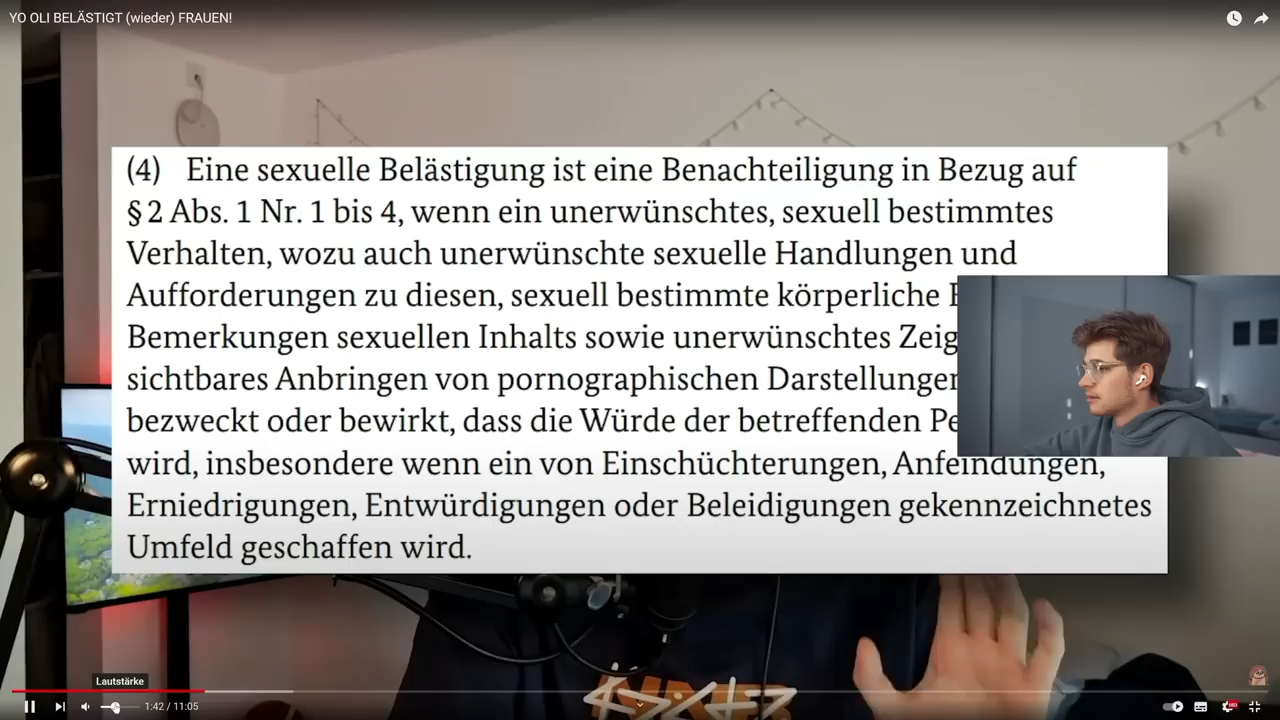 YO OLI BELÄSTIGT (wieder) FRAUEN!
(4) Eine sexuelle Belästigung ist eine Benachteiligung in Bezug auf
§ 2 Abs. 1 Nr. 1 bis 4, wenn ein unerwünschtes, sexuell bestimmtes
Verhalten, wozu auch unerwünschte sexuelle Handlungen und
Aufforderungen zu diesen, sexuell bestimmte körperliche
Bemerkungen sexuellen Inhalts sowie unerwünschtes
sichtbares Anbringen von pornographischen
bezweckt oder bewirkt, dass die Würde der betreffenden
wird, insbesondere wenn ein von Einschüchterungen, Anfeindungen,
Erniedrigungen, Entwürdigungen oder Beleidigungen gekennzeichnetes
Umfeld geschaffen wird.
Lautstärke
1:42 / 11:05
HD